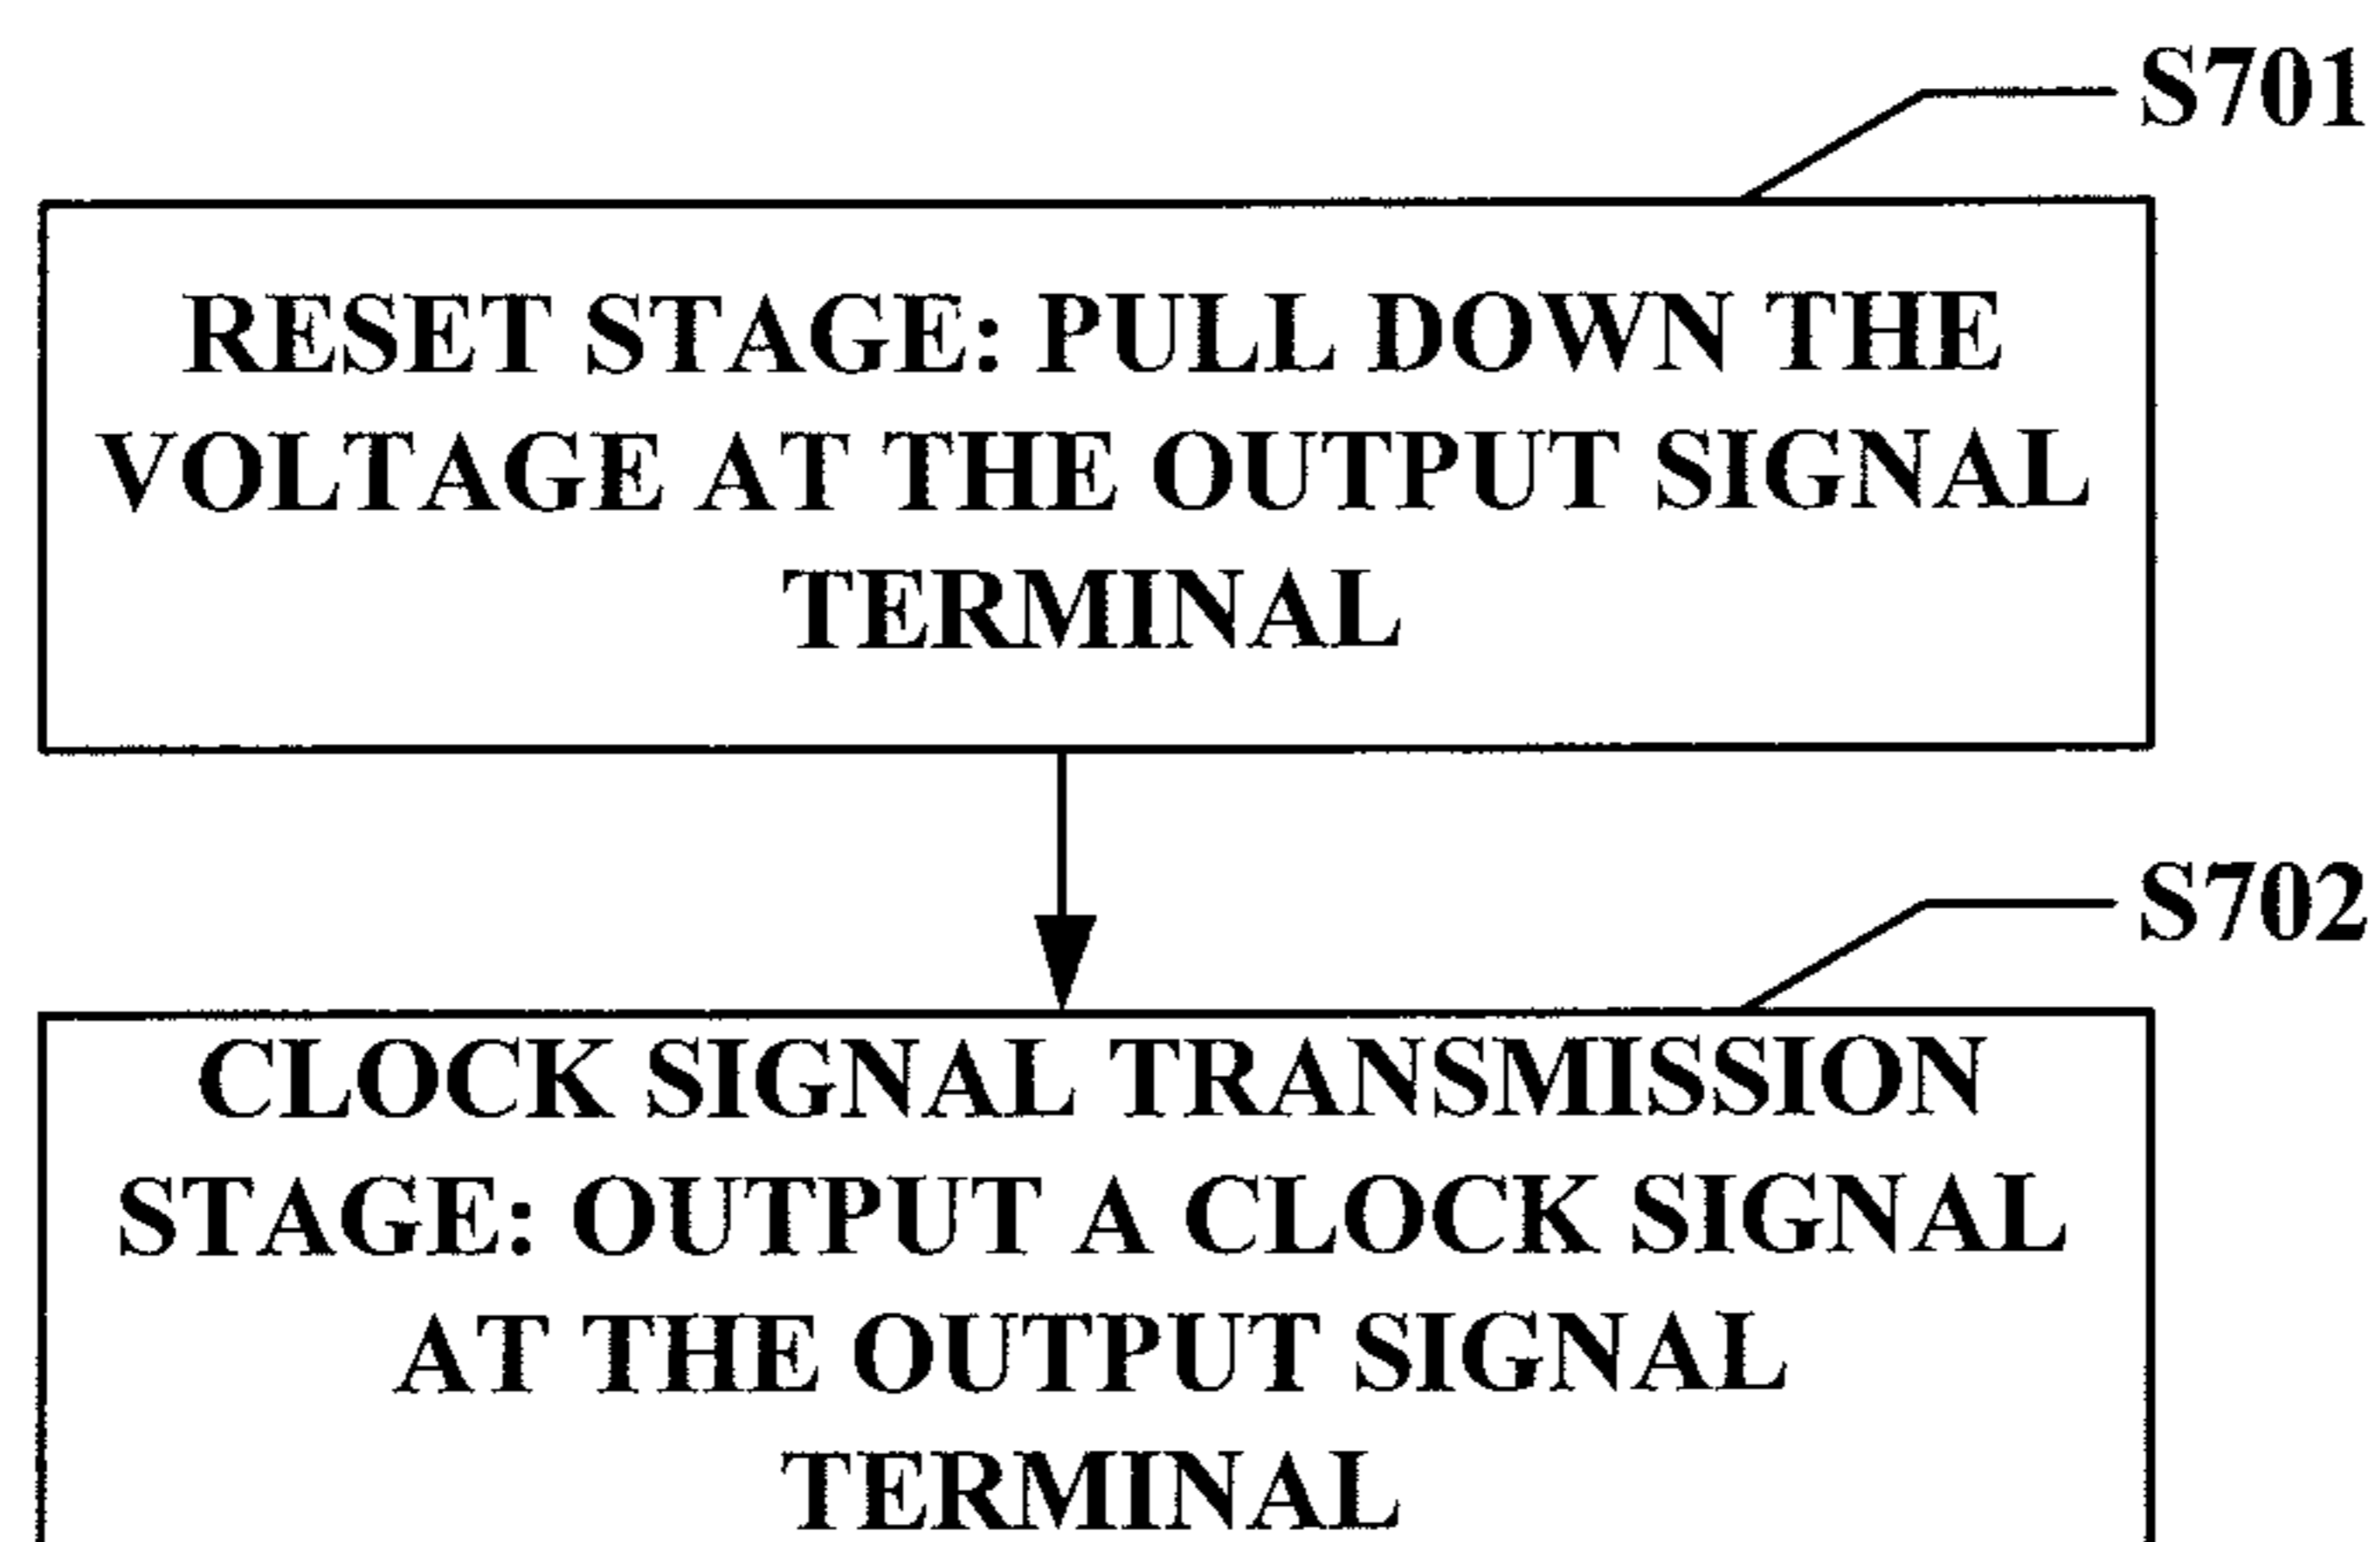 S701
RESET STAGE: PULL DOWN THE
VOLTAGE AT THE OUTPUT SIGNAL
TERMINAL
S702
CLOCK SIGNAL TRANSMISSION
STAGE: OUTPUT A CLOCK SIGNAL
AT THE OUTPUT SIGNAL
TERMINAL